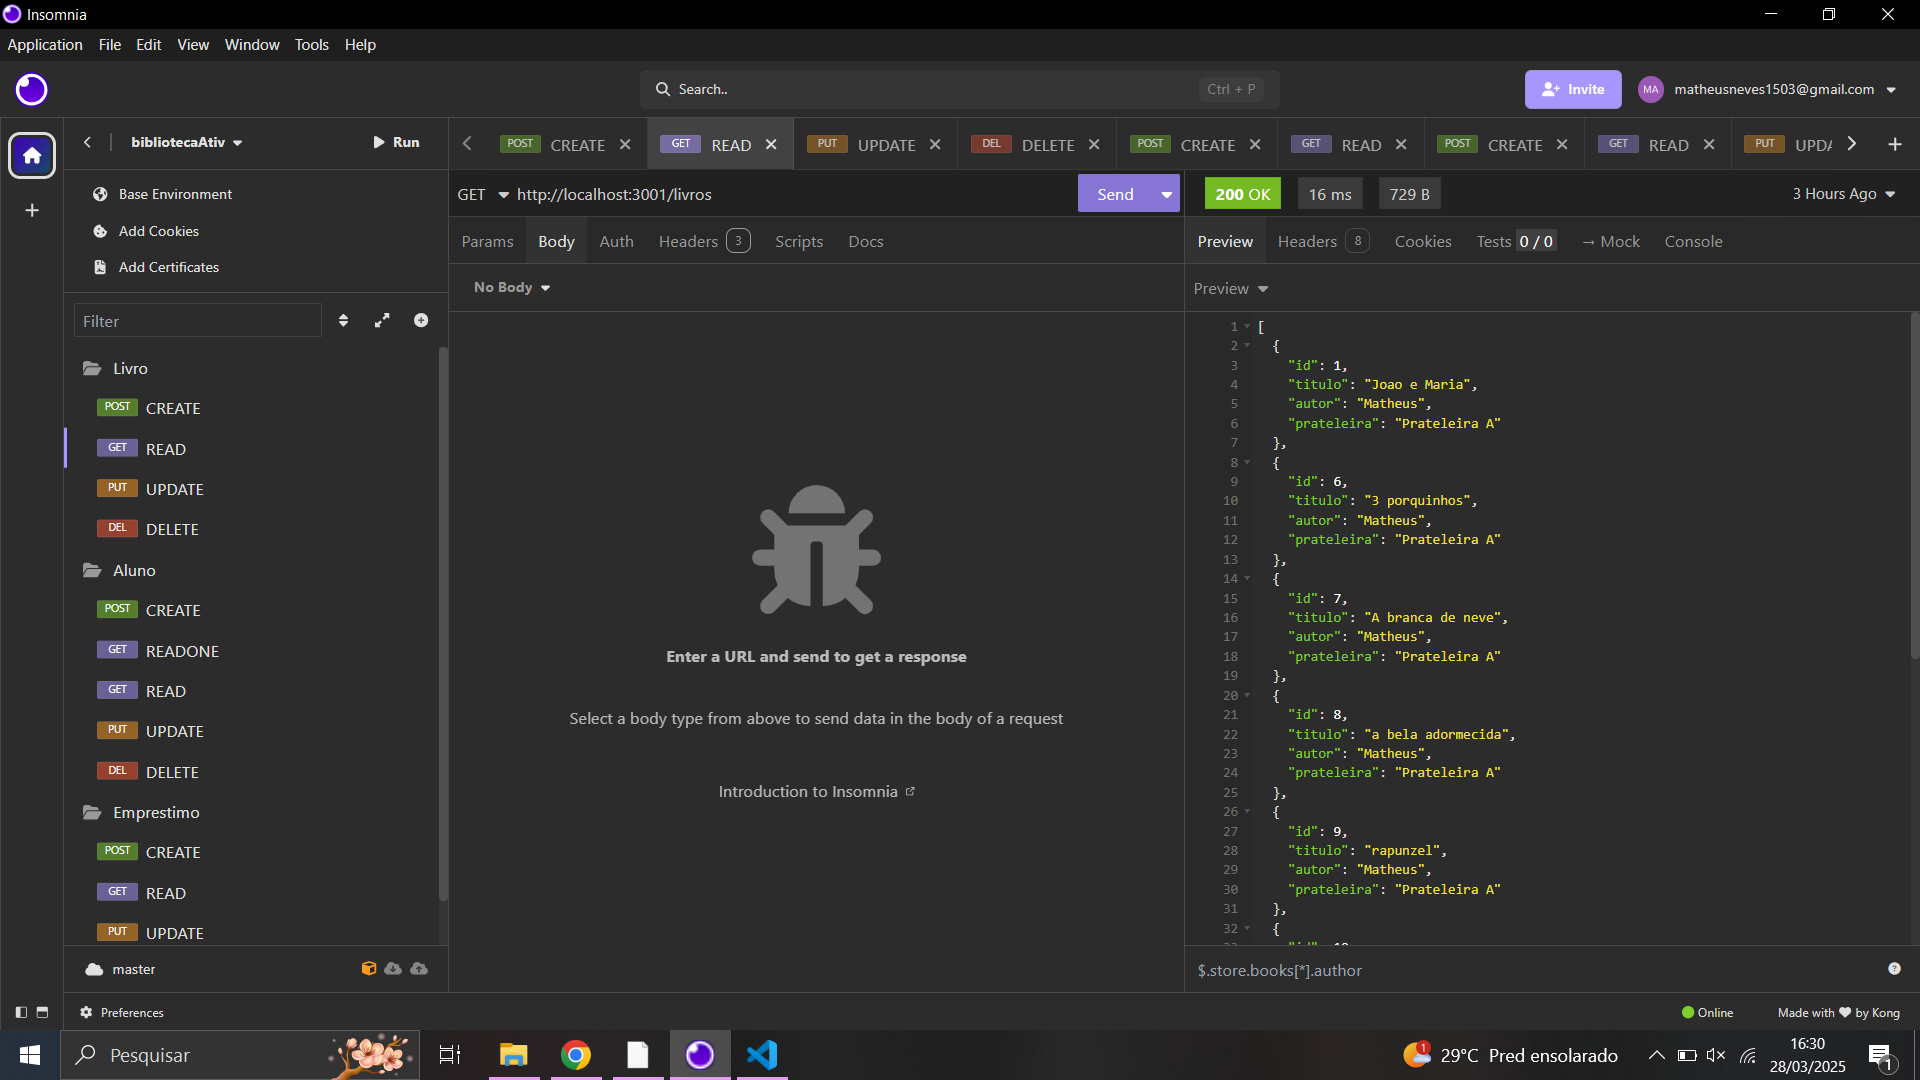 Insomnia
Application File Edit View Window Tools Help
Search.. Ctrl + P
Invite
MA matheusneves1503@gmail.com
bibliotecaAtiv
Run
POST CREATE
GET READ
PUT UPDATE
DEL DELETE
POST CREATE
GET READ
POST CREATE
GET READ
PUT UPDA
Base Environment
Add Cookies
Add Certificates
Filter
Livro
POST CREATE
GET READ
PUT UPDATE
DEL DELETE
Aluno
POST CREATE
GET READONE
GET READ
PUT UPDATE
DEL DELETE
Emprestimo
POST CREATE
GET READ
PUT UPDATE
master
Preferences
GET http://localhost:3001/livros
Send
Params Body Auth Headers 3 Scripts Docs
No Body
Enter a URL and send to get a response
Select a body type from above to send data in the body of a request
Introduction to Insomnia
200 OK 16 ms 729 B
3 Hours Ago
Preview Headers 8 Cookies Tests 0 / 0 → Mock Console
Preview
1 [
2 {
3 "id": 1,
4 "titulo": "Joao e Maria",
5 "autor": "Matheus",
6 "prateleira": "Prateleira A"
7 },
8 {
9 "id": 6,
10 "titulo": "3 porquinhos",
11 "autor": "Matheus",
12 "prateleira": "Prateleira A"
13 },
14 {
15 "id": 7,
16 "titulo": "A branca de neve",
17 "autor": "Matheus",
18 "prateleira": "Prateleira A"
19 },
20 {
21 "id": 8,
22 "titulo": "a bela adormecida",
23 "autor": "Matheus",
24 "prateleira": "Prateleira A"
25 },
26 {
27 "id": 9,
28 "titulo": "rapunzel",
29 "autor": "Matheus",
30 "prateleira": "Prateleira A"
31 },
32 {
$.store.books[*].author
Online
Made with ♥ by Kong
Pesquisar
1
29°C Pred ensolarado
16:30
28/03/2025
1